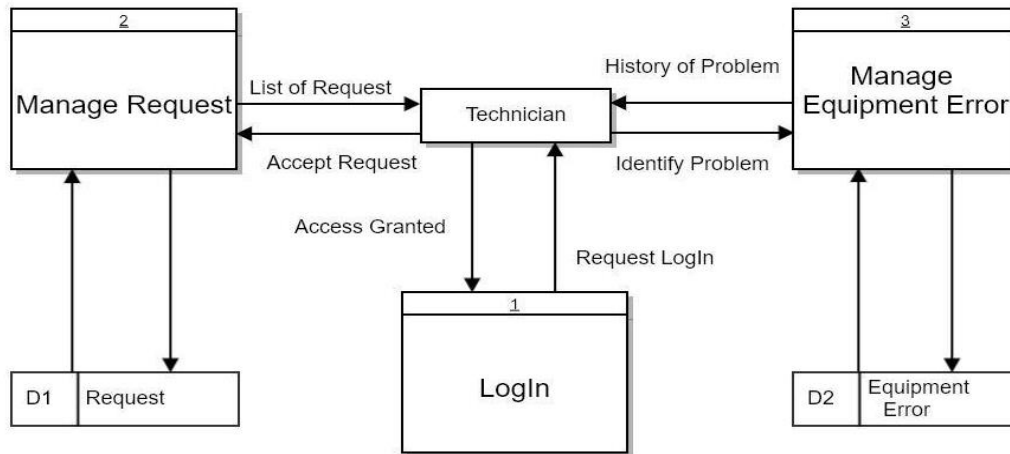 2
Manage Request
3
Manage
Equipment Error
List of Request
Technician
History of Problem
Accept Request
Identify Problem
Access Granted
Request LogIn
1
LogIn
D1
Request
D2
Equipment
Error